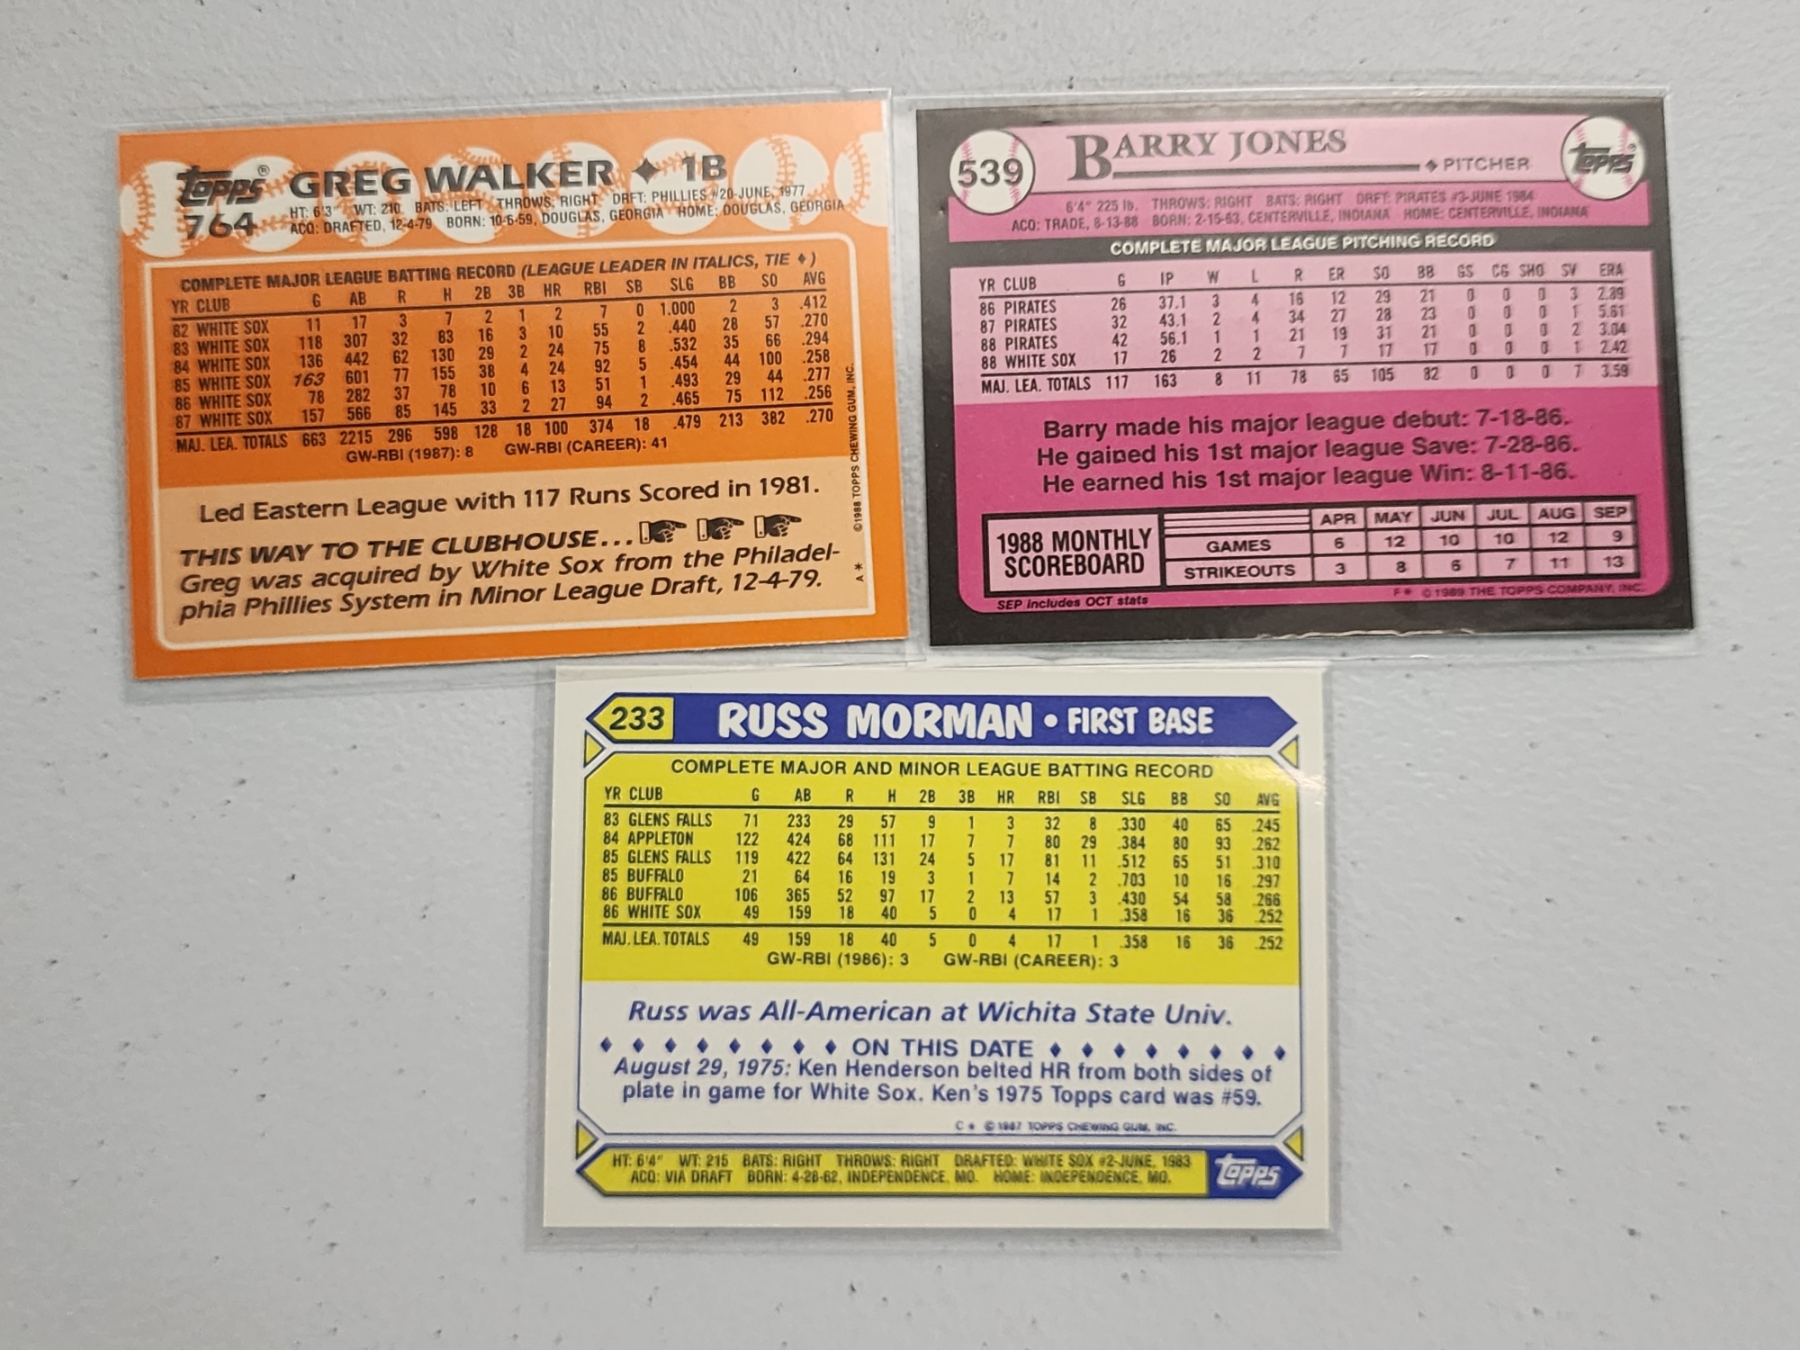 Topps®
GREG WALKER ✦ 1B
764
HT: 6'3" WT: 210 BATS: LEFT THROWS: RIGHT DRFT: PHILLIES #20-JUNE, 1977
ACQ: DRAFTED, 12-4-79 BORN: 10-6-59, DOUGLAS, GEORGIA HOME: DOUGLAS, GEORGIA
COMPLETE MAJOR LEAGUE BATTING RECORD (LEAGUE LEADER IN ITALICS, TIE ♦)
YR CLUB G AB R H 2B 3B HR RBI SB SLG BB SO AVG
82 WHITE SOX 11 17 3 7 2 1 2 7 0 1.000 2 3 .412
83 WHITE SOX 118 307 32 83 16 3 10 55 2 .440 28 57 .270
84 WHITE SOX 136 442 62 130 29 2 24 75 8 .532 35 66 .294
85 WHITE SOX 163 601 77 155 38 4 24 92 5 .454 44 100 .258
86 WHITE SOX 78 282 37 78 10 6 13 51 1 .493 29 44 .277
87 WHITE SOX 157 566 85 145 33 2 27 94 2 .465 75 112 .256
MAJ. LEA. TOTALS 663 2215 296 598 128 18 100 374 18 .479 213 382 .270
GW-RBI (1987): 8 GW-RBI (CAREER): 41
Led Eastern League with 117 Runs Scored in 1981.
THIS WAY TO THE CLUBHOUSE...
Greg was acquired by White Sox from the Philadel-
phia Phillies System in Minor League Draft, 12-4-79.
A* ©1988 TOPPS CHEWING GUM, INC.
539
BARRY JONES
♦ PITCHER
Topps
6'4" 225 lb. THROWS: RIGHT BATS: RIGHT DRFT: PIRATES #3-JUNE 1984
ACQ: TRADE, 8-13-88 BORN: 2-15-63, CENTERVILLE, INDIANA HOME: CENTERVILLE, INDIANA
COMPLETE MAJOR LEAGUE PITCHING RECORD
YR CLUB G IP W L R ER SO BB GS CG SHO SV ERA
86 PIRATES 26 37.1 3 4 16 12 29 21 0 0 0 3 2.89
87 PIRATES 32 43.1 2 4 34 27 28 23 0 0 0 1 5.61
88 PIRATES 42 56.1 1 1 21 19 31 21 0 0 0 2 3.04
88 WHITE SOX 17 26 2 2 7 7 17 17 0 0 0 1 2.42
MAJ. LEA. TOTALS 117 163 8 11 78 65 105 82 0 0 0 7 3.59
Barry made his major league debut: 7-18-86.
He gained his 1st major league Save: 7-28-86.
He earned his 1st major league Win: 8-11-86.
1988 MONTHLY
SCOREBOARD
APR MAY JUN JUL AUG SEP
GAMES 6 12 10 10 12 9
STRIKEOUTS 3 8 6 7 11 13
SEP includes OCT stats
F* © 1989 THE TOPPS COMPANY, INC.
233
RUSS MORMAN • FIRST BASE
COMPLETE MAJOR AND MINOR LEAGUE BATTING RECORD
YR CLUB G AB R H 2B 3B HR RBI SB SLG BB SO AVG
83 GLENS FALLS 71 233 29 57 9 1 3 32 8 .330 40 65 .245
84 APPLETON 122 424 68 111 17 7 7 80 29 .384 80 93 .262
85 GLENS FALLS 119 422 64 131 24 5 17 81 11 .512 65 51 .310
85 BUFFALO 21 64 16 19 3 1 7 14 2 .703 10 16 .297
86 BUFFALO 106 365 52 97 17 2 13 57 3 .430 54 58 .266
86 WHITE SOX 49 159 18 40 5 0 4 17 1 .358 16 36 .252
MAJ. LEA. TOTALS 49 159 18 40 5 0 4 17 1 .358 16 36 .252
GW-RBI (1986): 3 GW-RBI (CAREER): 3
Russ was All-American at Wichita State Univ.
♦ ♦ ♦ ♦ ♦ ♦ ♦ ♦ ON THIS DATE ♦ ♦ ♦ ♦ ♦ ♦ ♦ ♦
August 29, 1975: Ken Henderson belted HR from both sides of
plate in game for White Sox. Ken's 1975 Topps card was #59.
C* © 1987 TOPPS CHEWING GUM, INC.
HT: 6'4" WT: 215 BATS: RIGHT THROWS: RIGHT DRAFTED: WHITE SOX #2-JUNE, 1983
ACQ: VIA DRAFT BORN: 4-28-62, INDEPENDENCE, MO. HOME: INDEPENDENCE, MO.
Topps